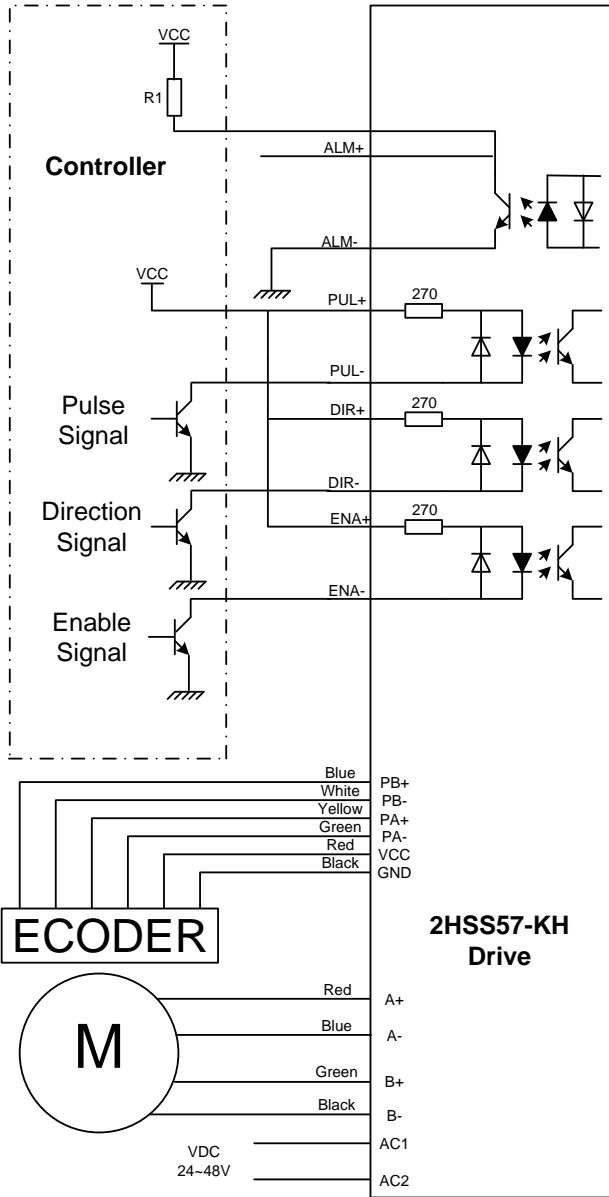 VCC
R1
Controller
ALM+
ALM-
VCC
270
PUL+
PUL-
Pulse
Signal
270
DIR+
DIR-
Direction
Signal
270
ENA+
ENA-
Enable
Signal
Blue PB+
White PB-
Yellow PA+
Green PA-
Red VCC
Black GND
ECODER
2HSS57-KH
Drive
M
Red A+
Blue A-
Green B+
Black B-
VDC
24~48V
AC1
AC2